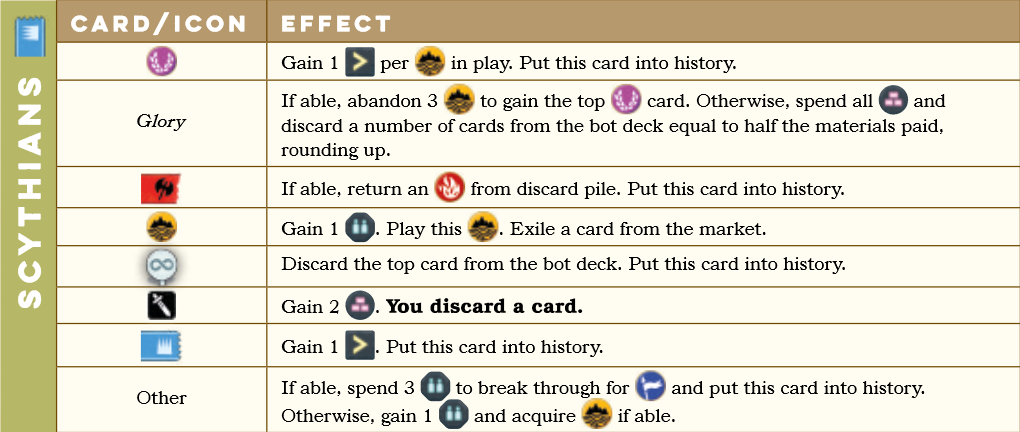 SCYTHIANS
CARD/ICON EFFECT
Gain 1 per in play. Put this card into history.
Glory
If able, abandon 3 to gain the top card. Otherwise, spend all and
discard a number of cards from the bot deck equal to half the materials paid,
rounding up.
If able, return an from discard pile. Put this card into history.
Gain 1 . Play this . Exile a card from the market.
Discard the top card from the bot deck. Put this card into history.
Gain 2 . You discard a card.
Gain 1 . Put this card into history.
Other
If able, spend 3 to break through for and put this card into history.
Otherwise, gain 1 and acquire if able.